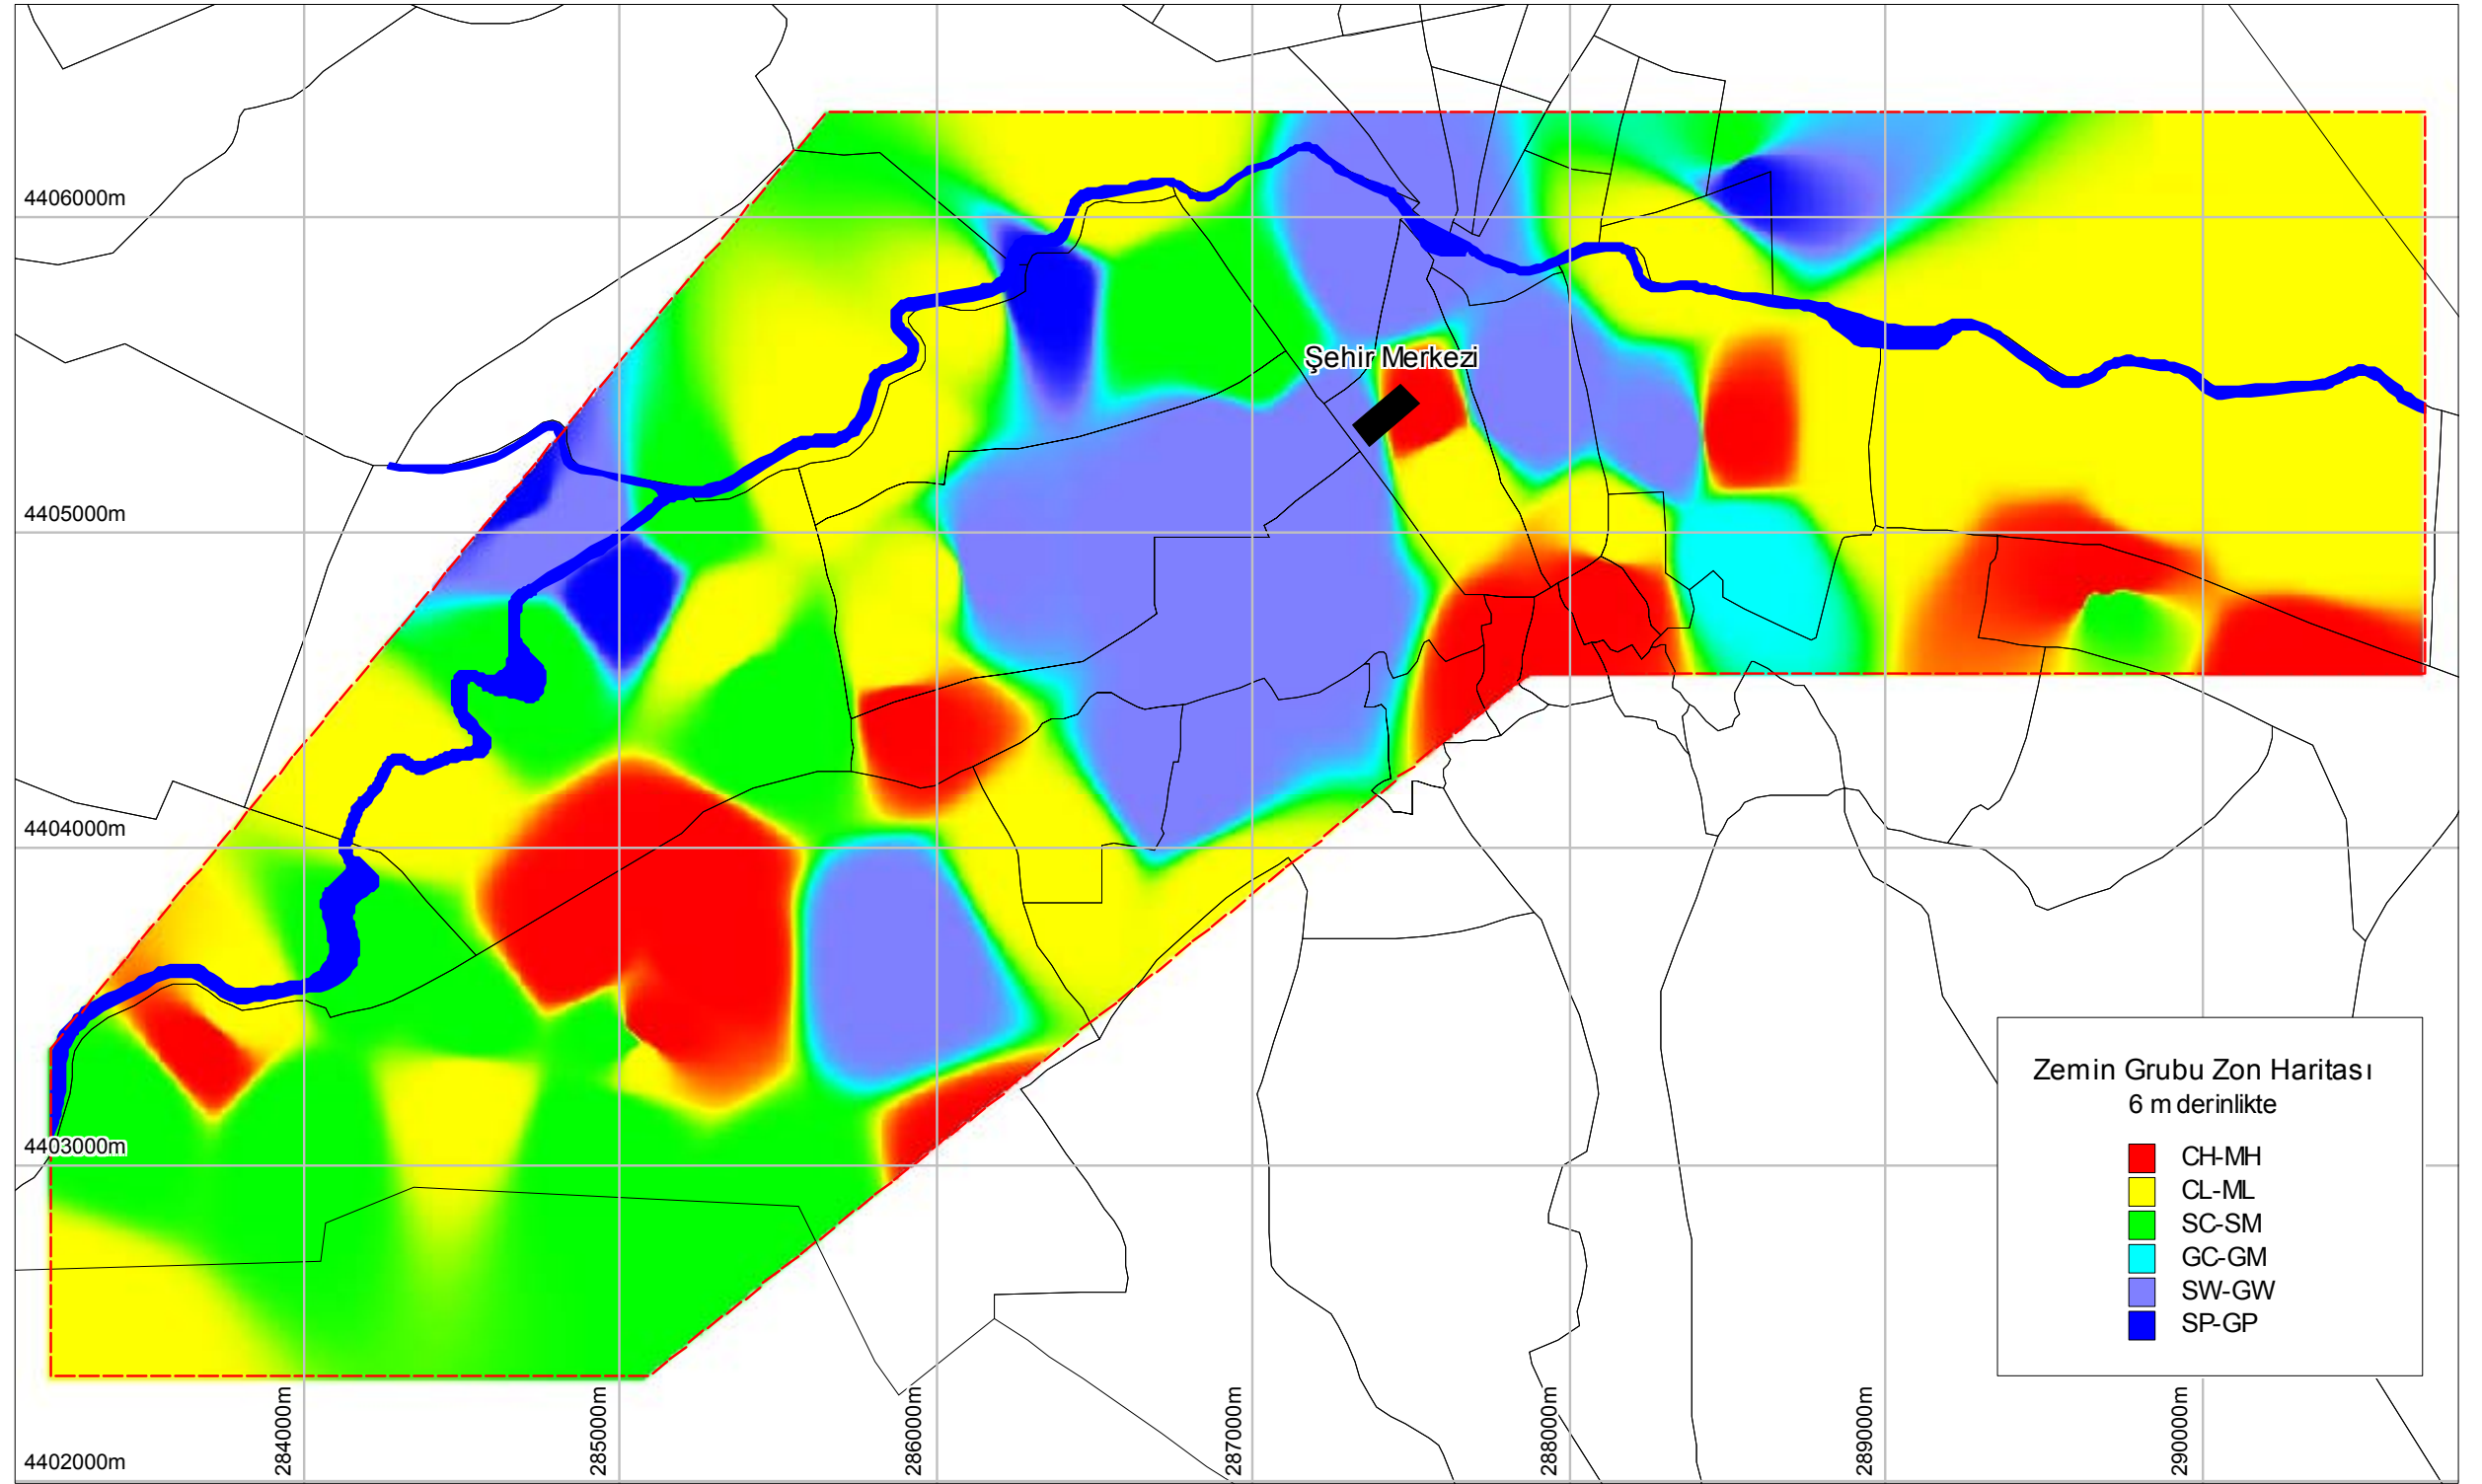 4406000m
Şehir Merkezi
4405000m
4404000m
4403000m
4402000m
284000m
285000m
286000m
287000m
288000m
289000m
290000m
Zemin Grubu Zon Haritası
6 m derinlikte
CH-MH
CL-ML
SC-SM
GC-GM
SW-GW
SP-GP